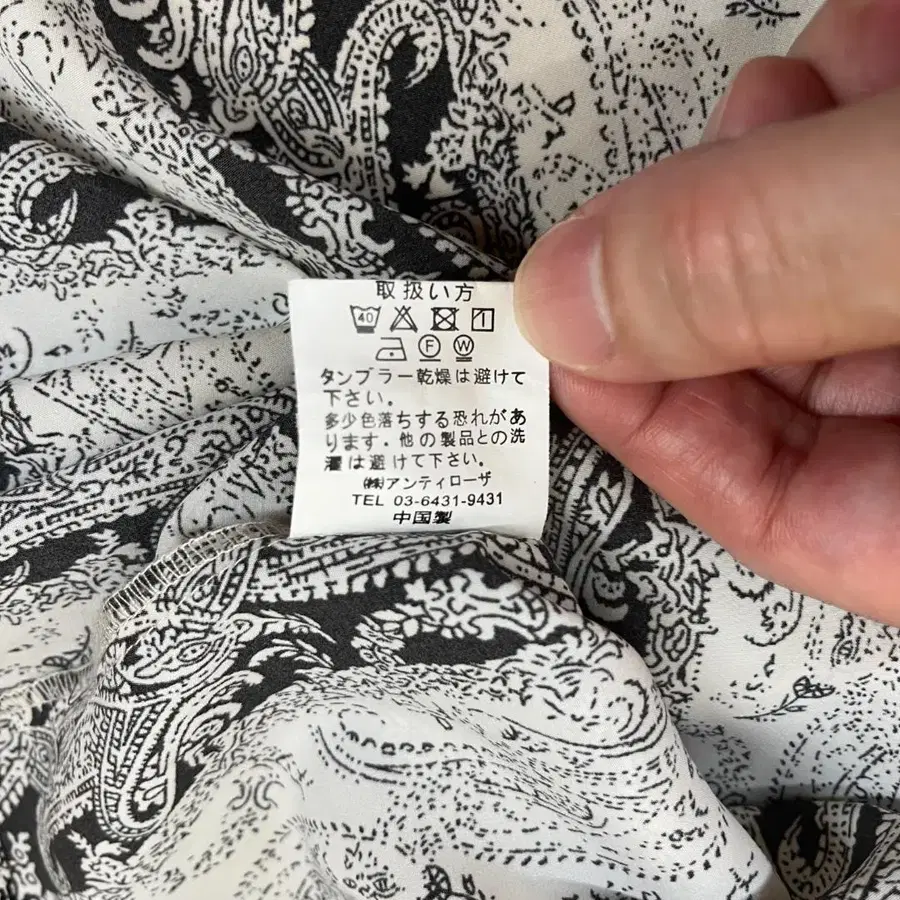 取扱い方
40
F W
タンブラー乾燥は避けて
下さい。
多少色落ちする恐れがあ
ります.他の製品との洗
濯は避けて下さい。
㈱アンティローザ
TEL 03-6431-9431
中国製